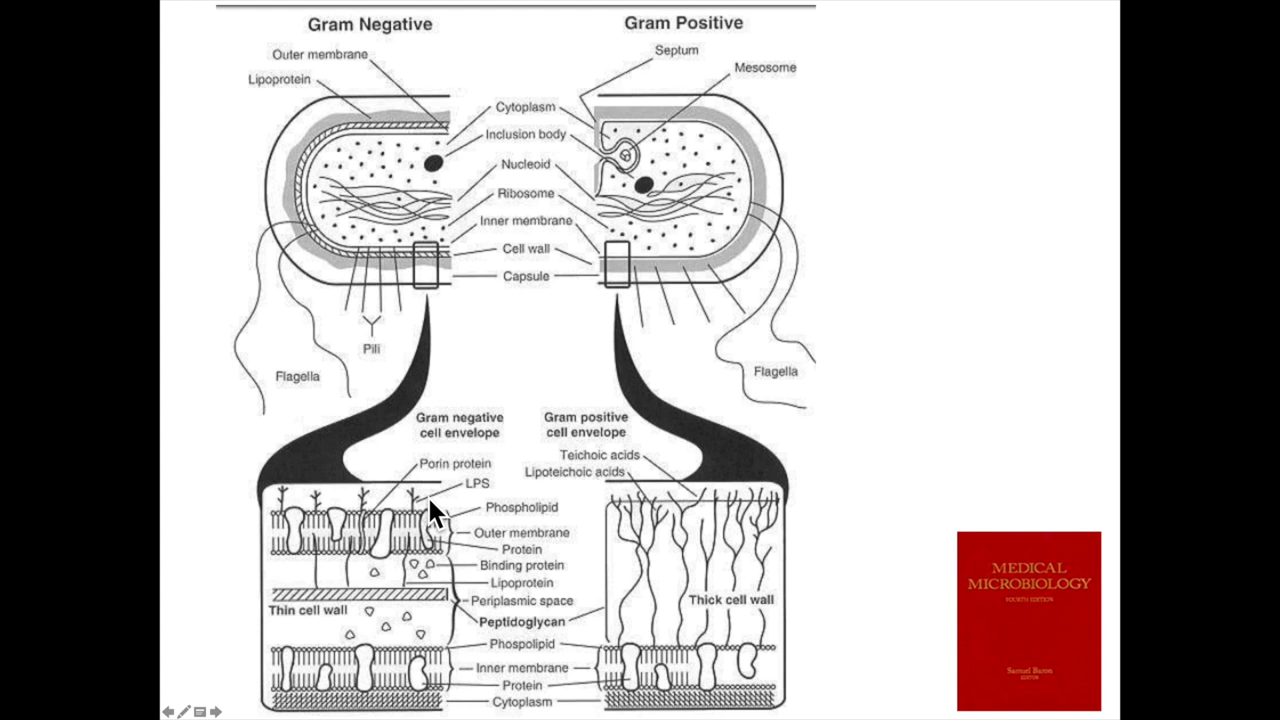 Gram Negative
Gram Positive
Outer membrane
Lipoprotein
Septum
Mesosome
Cytoplasm
Inclusion body
Nucleoid
Ribosome
Inner membrane
Cell wall
Capsule
Pili
Flagella
Flagella
Gram negative
cell envelope
Gram positive
cell envelope
Porin protein
LPS
Teichoic acids
Lipoteichoic acids
Phospholipid
Outer membrane
Protein
Binding protein
Lipoprotein
Periplasmic space
Thin cell wall
Thick cell wall
Peptidoglycan
Phospolipid
Inner membrane
Protein
Cytoplasm
MEDICAL
MICROBIOLOGY
FOURTH EDITION
Samuel Baron
EDITOR